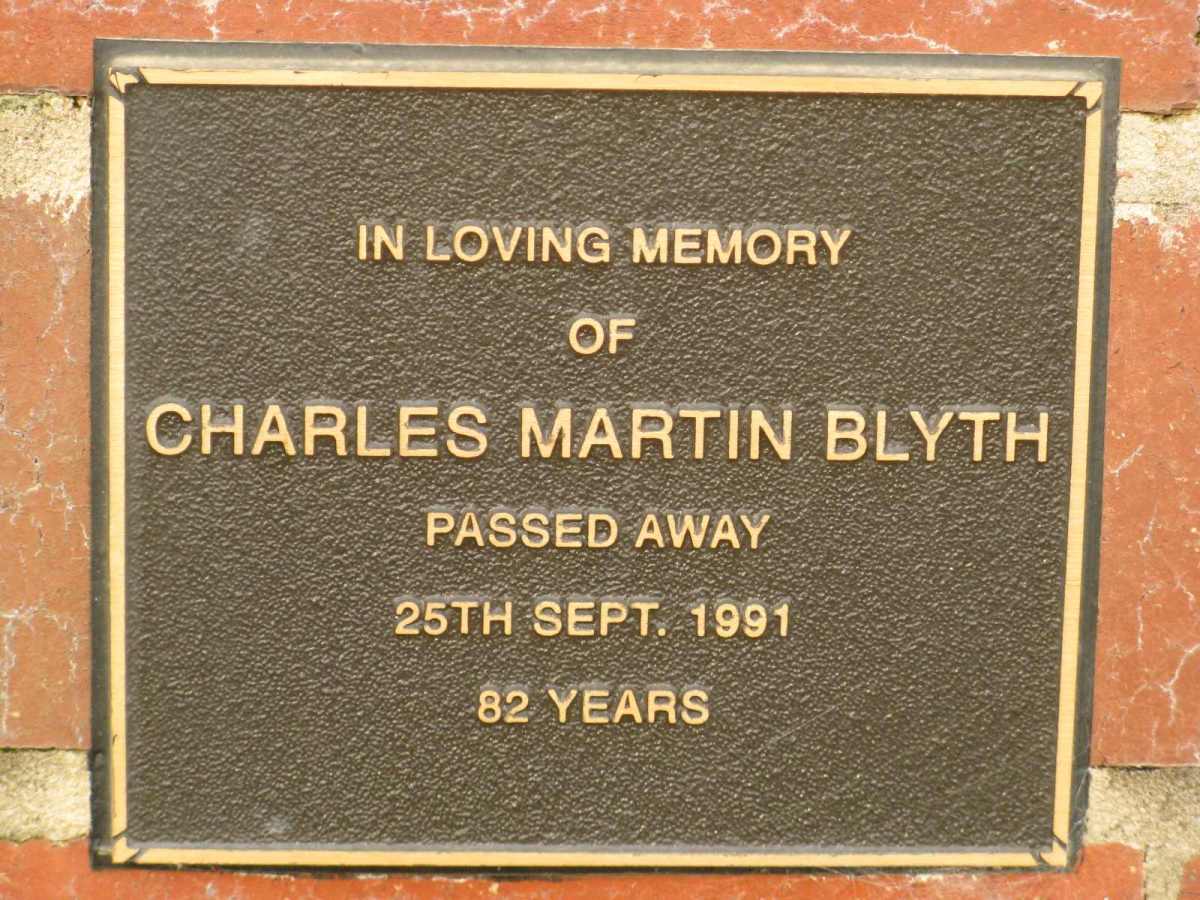 IN LOVING MEMORY
OF
CHARLES MARTIN BLYTH
PASSED AWAY
25TH SEPT. 1991
82 YEARS